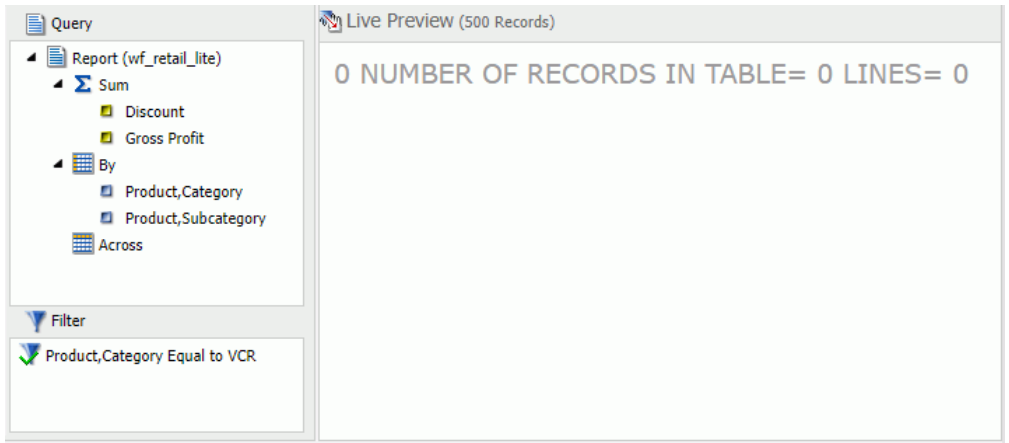 Query
Report (wf_retail_lite)
Sum
Discount
Gross Profit
By
Product,Category
Product,Subcategory
Across
Filter
Product,Category Equal to VCR
Live Preview (500 Records)
0 NUMBER OF RECORDS IN TABLE= 0 LINES= 0